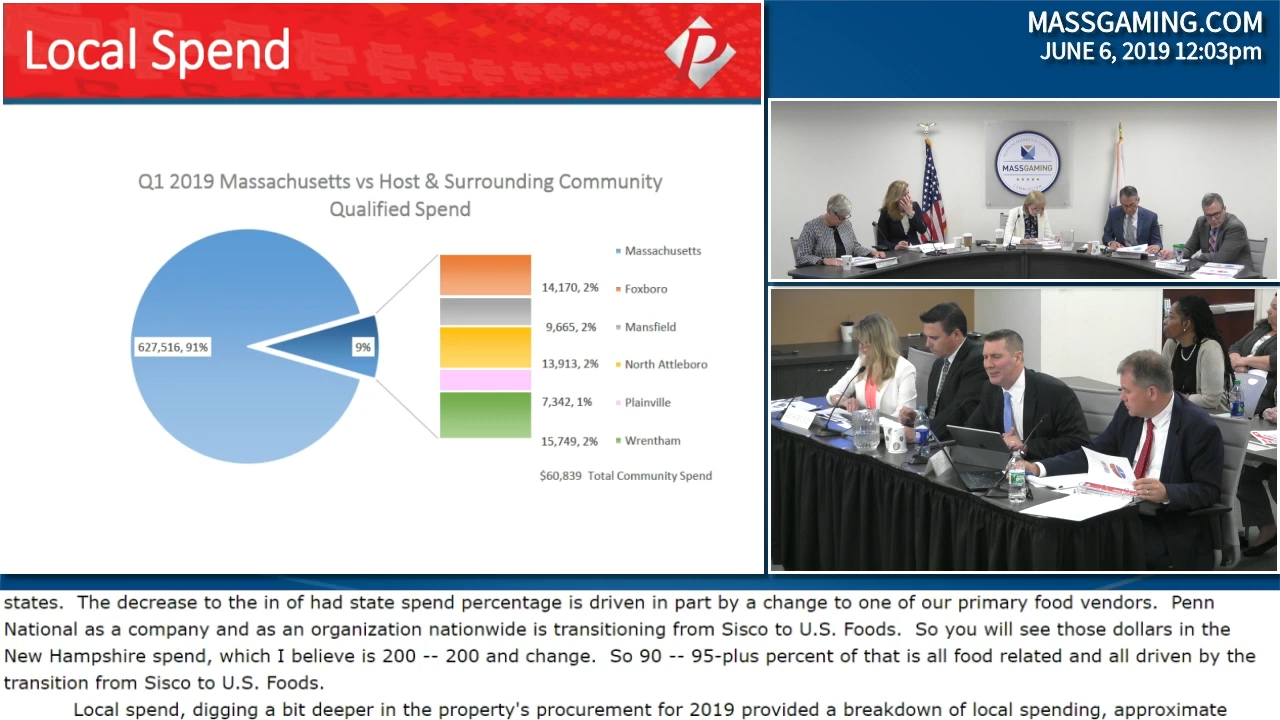 Local Spend
MASSGAMING.COM
JUNE 6, 2019 12:03pm
Q1 2019 Massachusetts vs Host & Surrounding Community
Qualified Spend
627,516, 91%
9%
14,170, 2%
9,665, 2%
13,913, 2%
7,342, 1%
15,749, 2%
Massachusetts
Foxboro
Mansfield
North Attleboro
Plainville
Wrentham
$60,839 Total Community Spend
MASSGAMING
states. The decrease to the in of had state spend percentage is driven in part by a change to one of our primary food vendors. Penn
National as a company and as an organization nationwide is transitioning from Sisco to U.S. Foods. So you will see those dollars in the
New Hampshire spend, which I believe is 200 -- 200 and change. So 90 -- 95-plus percent of that is all food related and all driven by the
transition from Sisco to U.S. Foods.
Local spend, digging a bit deeper in the property's procurement for 2019 provided a breakdown of local spending, approximate